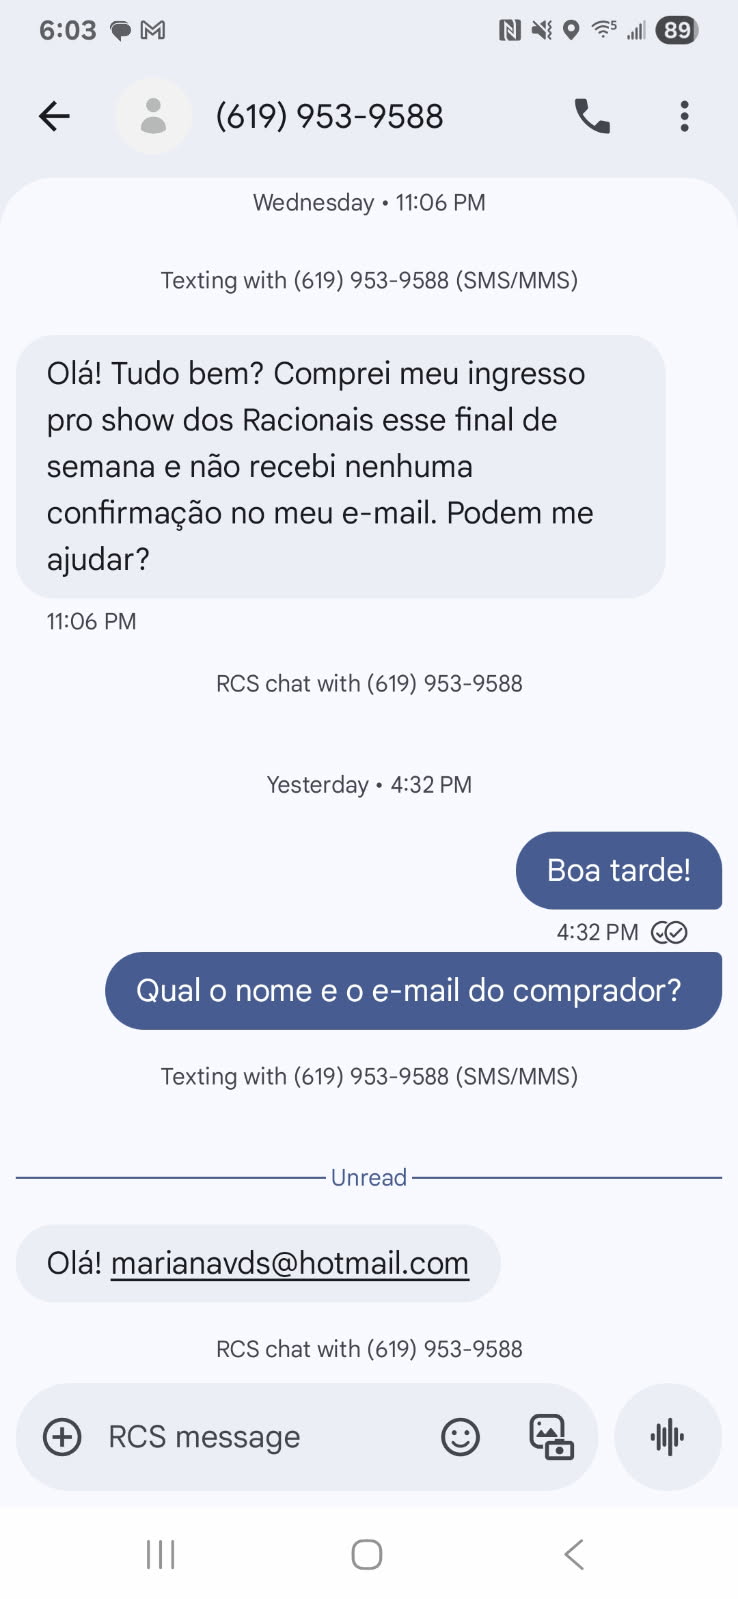 6:03
5
89
(619) 953-9588
Wednesday • 11:06 PM
Texting with (619) 953-9588 (SMS/MMS)
Olá! Tudo bem? Comprei meu ingresso
pro show dos Racionais esse final de
semana e não recebi nenhuma
confirmação no meu e-mail. Podem me
ajudar?
11:06 PM
RCS chat with (619) 953-9588
Yesterday • 4:32 PM
Boa tarde!
4:32 PM
Qual o nome e o e-mail do comprador?
Texting with (619) 953-9588 (SMS/MMS)
Unread
Olá! marianavds@hotmail.com
RCS chat with (619) 953-9588
RCS message